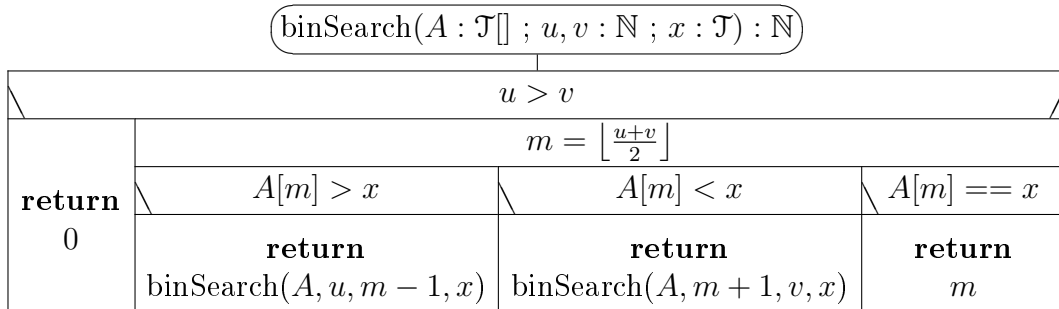 binSearch(A : 𝒯[] ; u, v : ℕ ; x : 𝒯) : ℕ
u > v
m = ⌊(u+v)/2⌋
return
0
A[m] > x
A[m] < x
A[m] == x
return
binSearch(A, u, m − 1, x)
return
binSearch(A, m + 1, v, x)
return
m